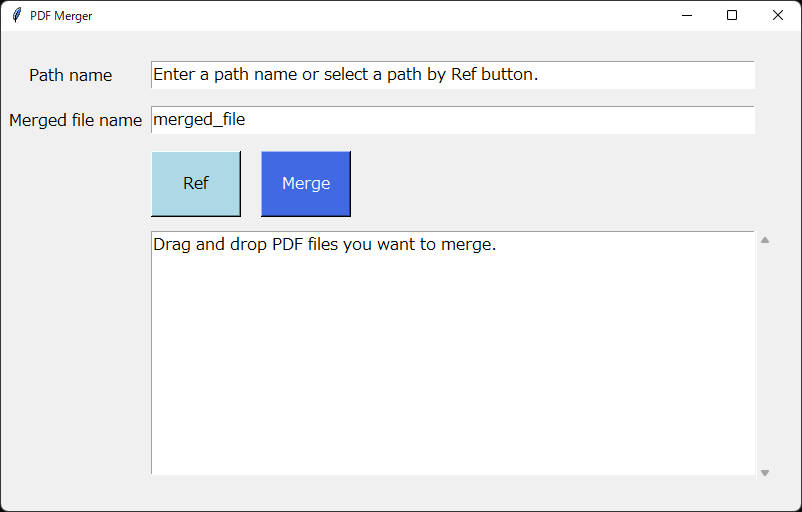 PDF Merger
Path name
Enter a path name or select a path by Ref button.
Merged file name
merged_file
Ref
Merge
Drag and drop PDF files you want to merge.